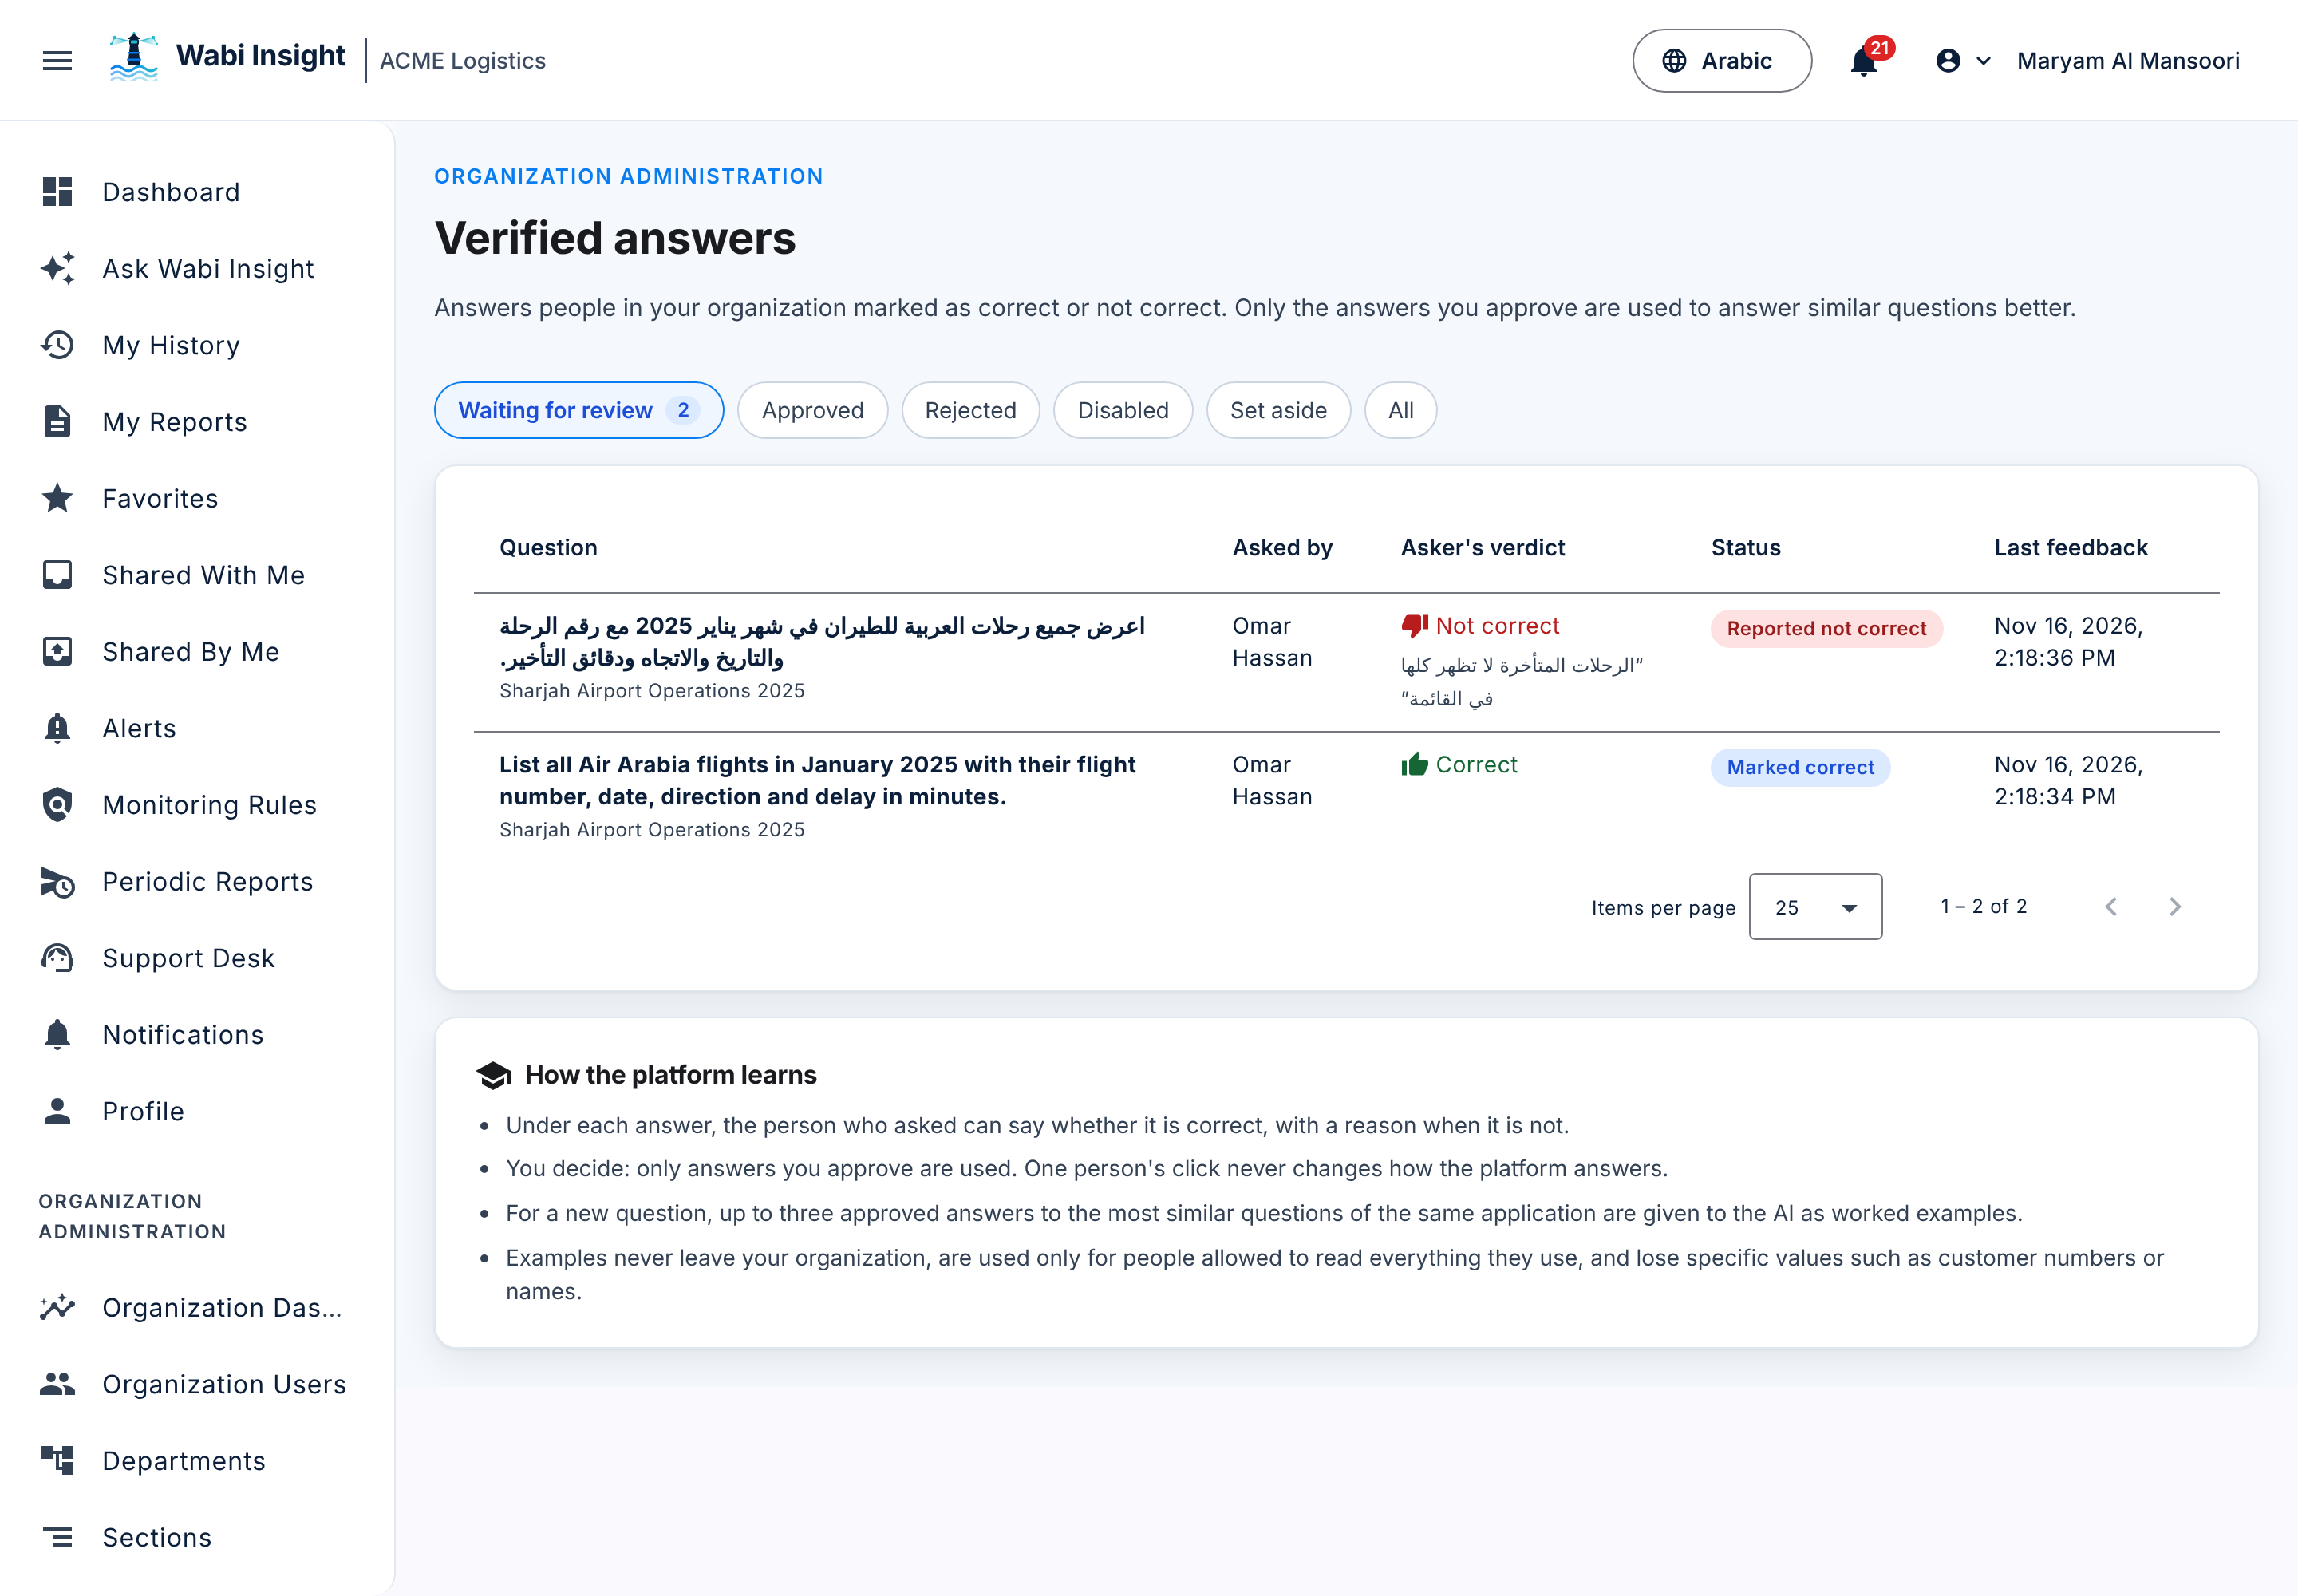 Wabi Insight
ACME Logistics
Arabic
21
Maryam Al Mansoori
Dashboard
Ask Wabi Insight
My History
My Reports
Favorites
Shared With Me
Shared By Me
Alerts
Monitoring Rules
Periodic Reports
Support Desk
Notifications
Profile
ORGANIZATION
ADMINISTRATION
Organization Das...
Organization Users
Departments
Sections
ORGANIZATION ADMINISTRATION
Verified answers
Answers people in your organization marked as correct or not correct. Only the answers you approve are used to answer similar questions better.
Waiting for review 2
Approved
Rejected
Disabled
Set aside
All
Question
Asked by
Asker's verdict
Status
Last feedback
اعرض جميع رحلات العربية للطيران في شهر يناير 2025 مع رقم الرحلة
والتاريخ والاتجاه ودقائق التأخير.
Sharjah Airport Operations 2025
Omar
Hassan
Not correct
“الرحلات المتأخرة لا تظهر كلها
في القائمة”
Reported not correct
Nov 16, 2026,
2:18:36 PM
List all Air Arabia flights in January 2025 with their flight
number, date, direction and delay in minutes.
Sharjah Airport Operations 2025
Omar
Hassan
Correct
Marked correct
Nov 16, 2026,
2:18:34 PM
Items per page
25
1 – 2 of 2
How the platform learns
Under each answer, the person who asked can say whether it is correct, with a reason when it is not.
You decide: only answers you approve are used. One person's click never changes how the platform answers.
For a new question, up to three approved answers to the most similar questions of the same application are given to the AI as worked examples.
Examples never leave your organization, are used only for people allowed to read everything they use, and lose specific values such as customer numbers or
names.